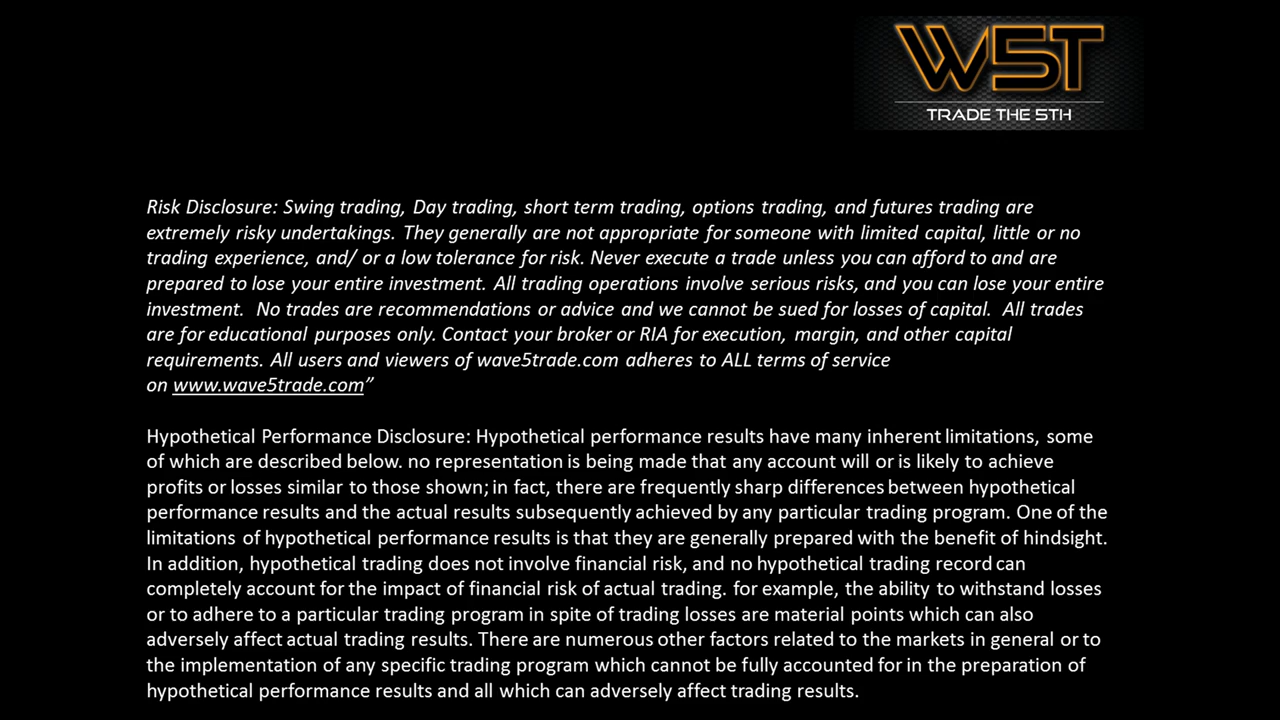 W5T
TRADE THE 5TH
Risk Disclosure: Swing trading, Day trading, short term trading, options trading, and futures trading are
extremely risky undertakings.  They generally are not appropriate for someone with limited capital, little or no
trading experience, and/ or a low tolerance for risk. Never execute a trade unless you can afford to and are
prepared to lose your entire investment.  All trading operations involve serious risks, and you can lose your entire
investment.   No trades are recommendations or advice and we cannot be sued for losses of capital.  All trades
are for educational purposes only. Contact your broker or RIA for execution, margin, and other capital
requirements. All users and viewers of wave5trade.com adheres to ALL terms of service
on www.wave5trade.com”
Hypothetical Performance Disclosure: Hypothetical performance results have many inherent limitations, some
of which are described below. no representation is being made that any account will or is likely to achieve
profits or losses similar to those shown; in fact, there are frequently sharp differences between hypothetical
performance results and the actual results subsequently achieved by any particular trading program. One of the
limitations of hypothetical performance results is that they are generally prepared with the benefit of hindsight.
In addition, hypothetical trading does not involve financial risk, and no hypothetical trading record can
completely account for the impact of financial risk of actual trading. for example, the ability to withstand losses
or to adhere to a particular trading program in spite of trading losses are material points which can also
adversely affect actual trading results. There are numerous other factors related to the markets in general or to
the implementation of any specific trading program which cannot be fully accounted for in the preparation of
hypothetical performance results and all which can adversely affect trading results.